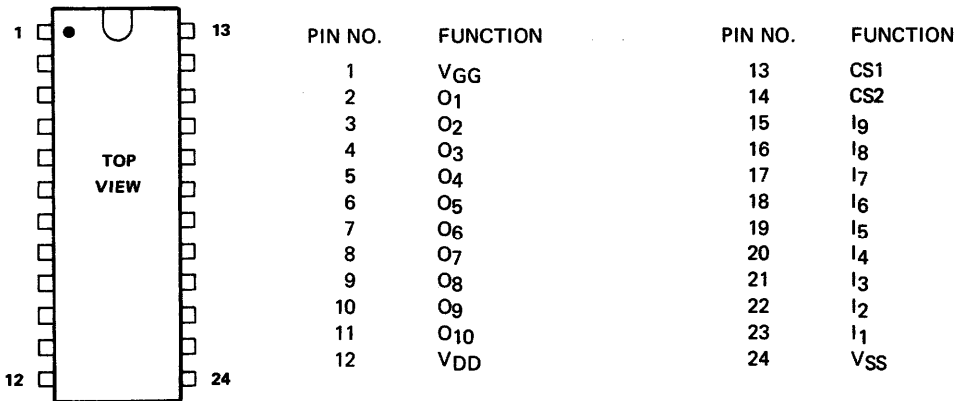 1 13
TOP
VIEW
12 24
PIN NO. FUNCTION PIN NO. FUNCTION
1 VGG 13 CS1
2 O1 14 CS2
3 O2 15 I9
4 O3 16 I8
5 O4 17 I7
6 O5 18 I6
7 O6 19 I5
8 O7 20 I4
9 O8 21 I3
10 O9 22 I2
11 O10 23 I1
12 VDD 24 VSS